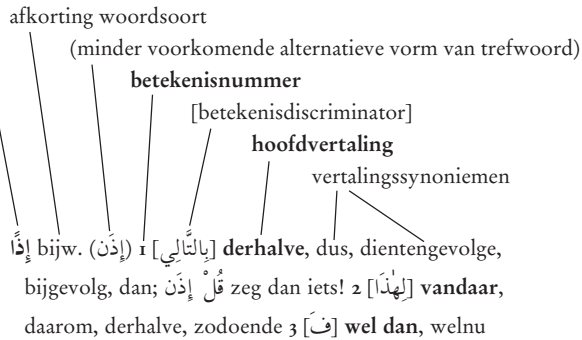 afkorting woordsoort
(minder voorkomende alternatieve vorm van trefwoord)
betekenisnummer
[betekenisdiscriminator]
hoofdvertaling
vertalingssynoniemen
إِذًا bijw. (إِذَن) 1 [بِالتَّالِي] derhalve, dus, dientengevolge,
bijgevolg, dan; قُلْ إِذَن zeg dan iets! 2 [لِهٰذَا] vandaar,
daarom, derhalve, zodoende 3 [فَ] wel dan, welnu